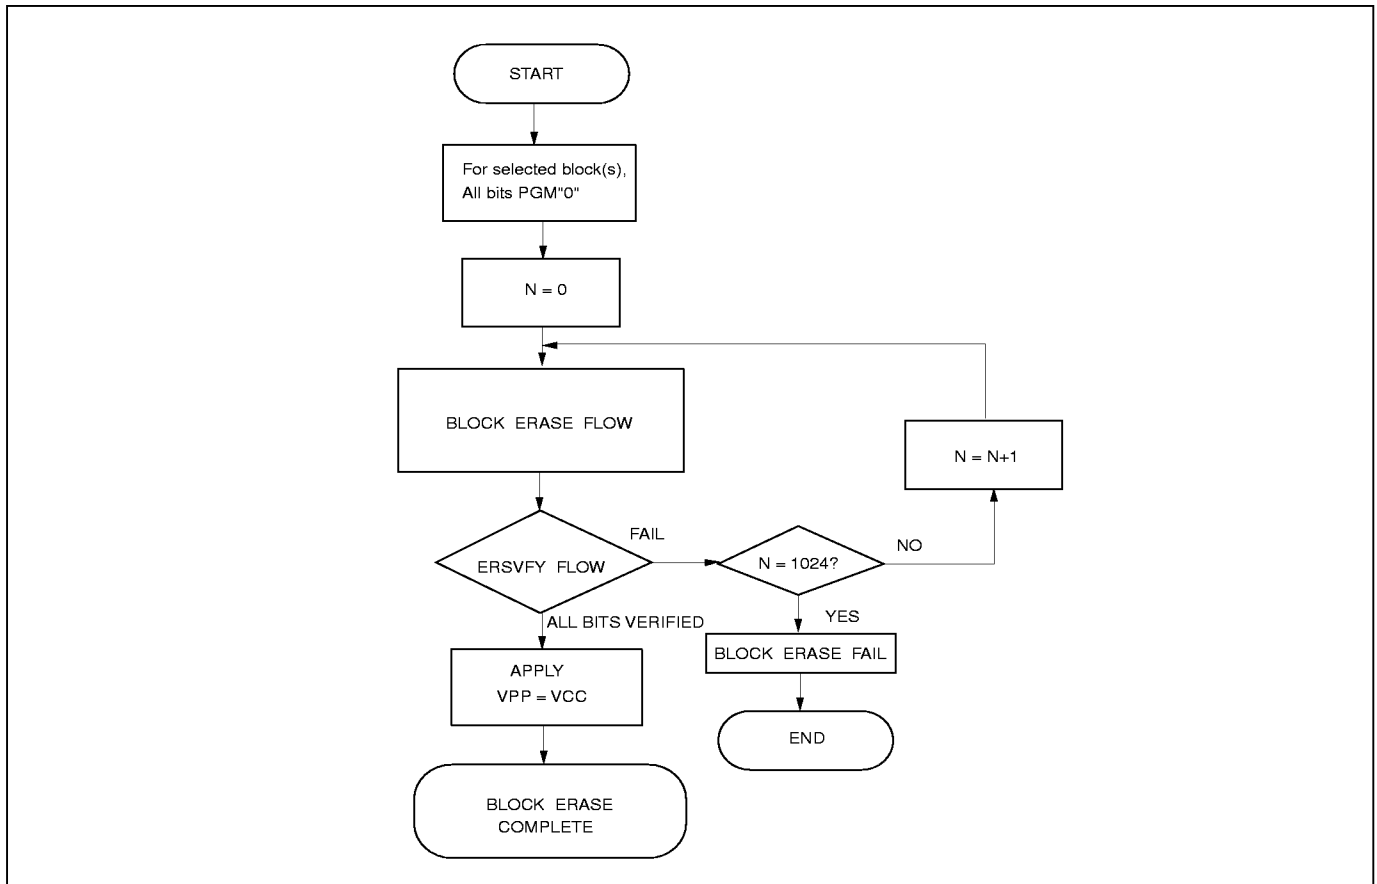 START
For selected block(s),
All bits PGM"0"
N = 0
BLOCK ERASE FLOW
N = N+1
FAIL
ERSVFY FLOW
N = 1024?
NO
ALL BITS VERIFIED
YES
BLOCK ERASE FAIL
APPLY
VPP = VCC
END
BLOCK ERASE
COMPLETE